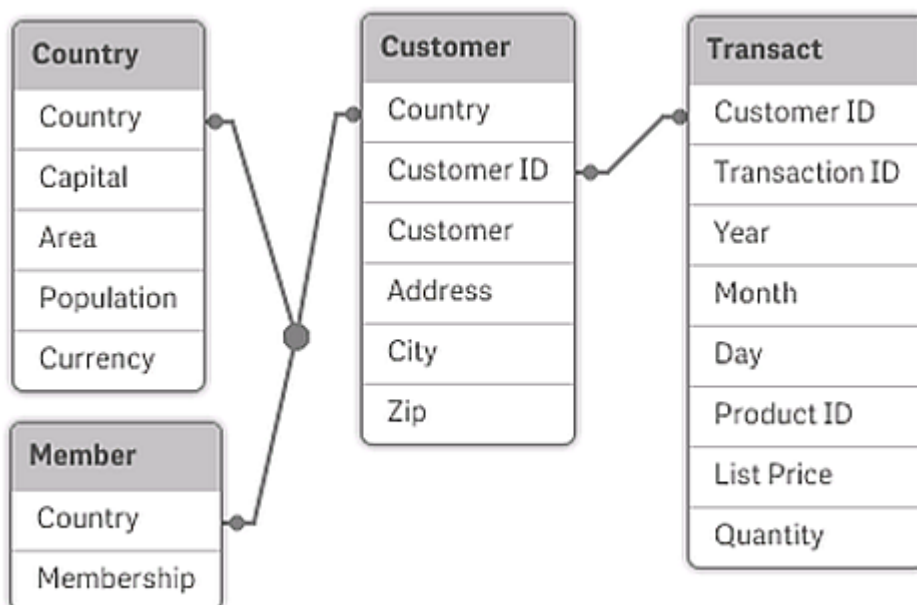 Country
Country
Capital
Area
Population
Currency
Member
Country
Membership
Customer
Country
Customer ID
Customer
Address
City
Zip
Transact
Customer ID
Transaction ID
Year
Month
Day
Product ID
List Price
Quantity